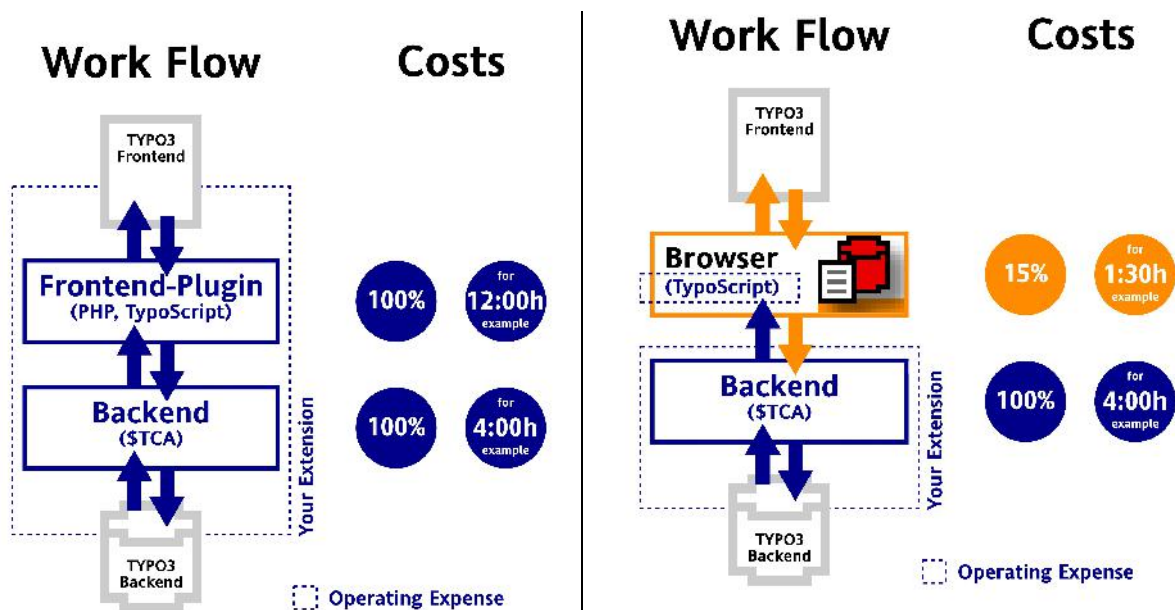 Work Flow
Costs
TYPO3
Frontend
Frontend-Plugin
(PHP, TypoScript)
100%
for
12:00h
example
Backend
($TCA)
100%
for
4:00h
example
Your Extension
TYPO3
Backend
Operating Expense
Work Flow
Costs
TYPO3
Frontend
Browser
(TypoScript)
15%
for
1:30h
example
Backend
($TCA)
100%
for
4:00h
example
Your Extension
TYPO3
Backend
Operating Expense